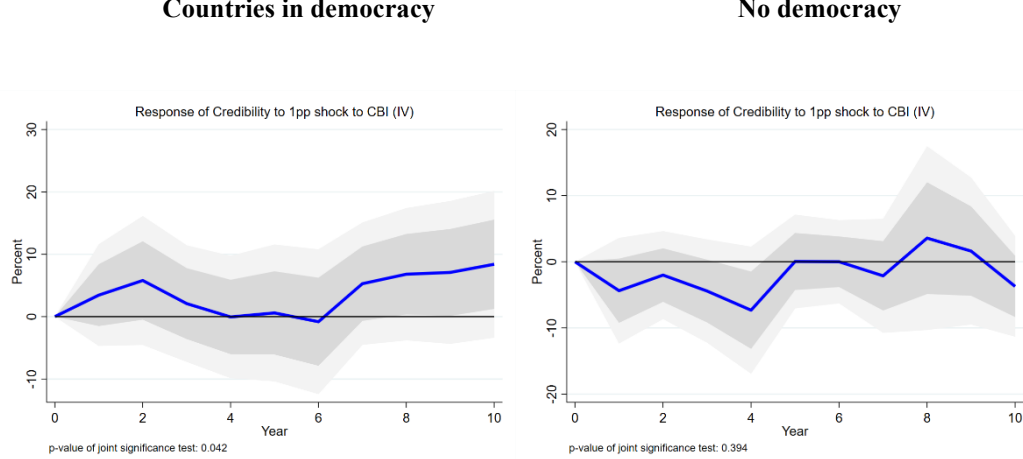 Countries in democracy
No democracy
Response of Credibility to 1pp shock to CBI (IV)
30
20
10
0
-10
Percent
0 2 4 6 8 10
Year
p-value of joint significance test: 0.042
Response of Credibility to 1pp shock to CBI (IV)
20
10
0
-10
-20
Percent
0 2 4 6 8 10
Year
p-value of joint significance test: 0.394